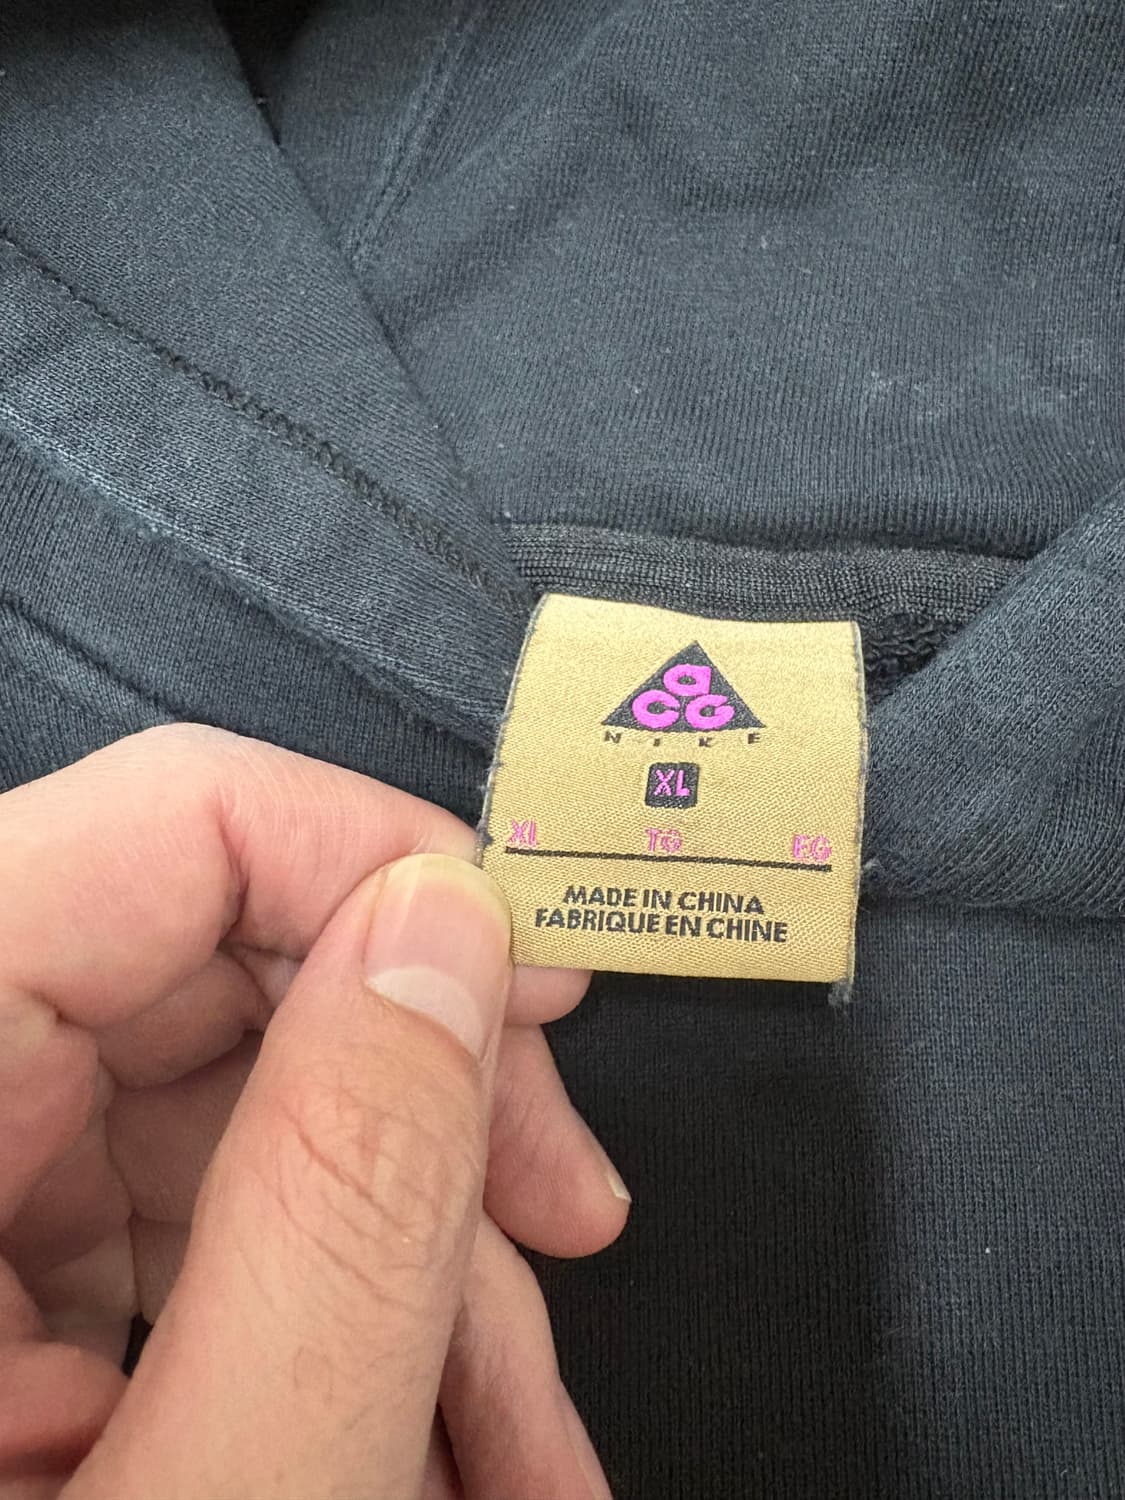 acg
NIKE
XL
XL TG EG
MADE IN CHINA
FABRIQUE EN CHINE